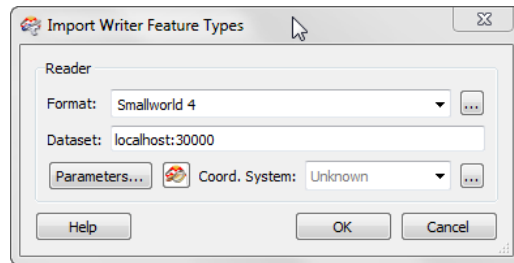 Import Writer Feature Types
Reader
Format: Smallworld 4 ...
Dataset: localhost:30000
Parameters... Coord. System: Unknown ...
Help OK Cancel